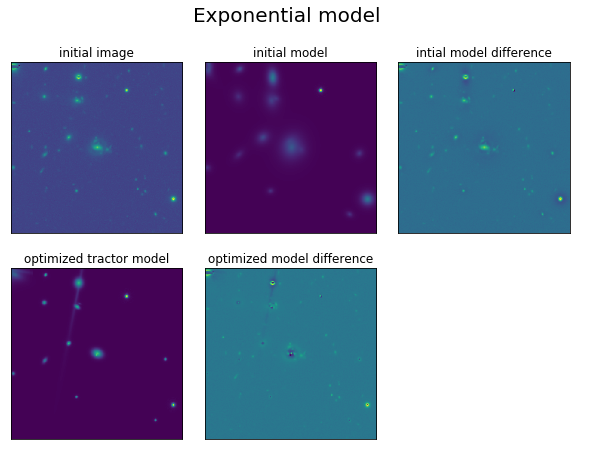 Exponential model
initial image
initial model
intial model difference
optimized tractor model
optimized model difference